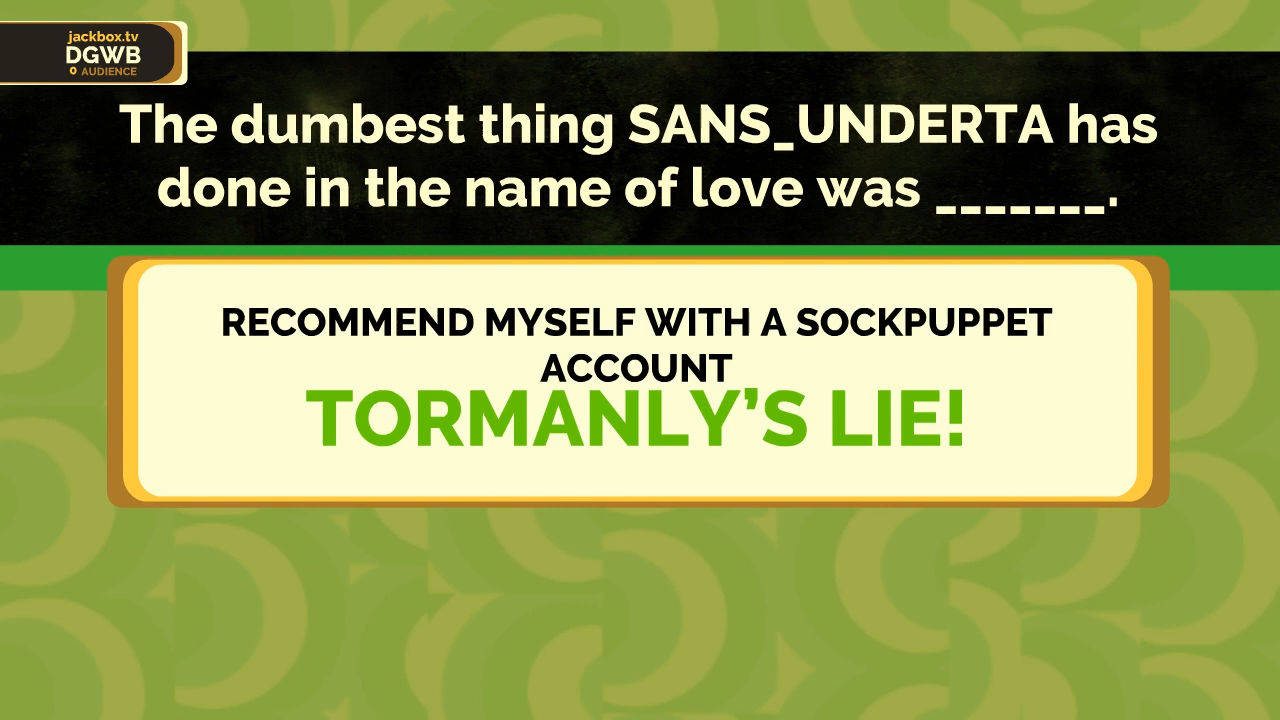 jackbox.tv
DGWB
0 AUDIENCE
The dumbest thing SANS_UNDERTA has
done in the name of love was _______.
RECOMMEND MYSELF WITH A SOCKPUPPET
ACCOUNT
TORMANLY’S LIE!